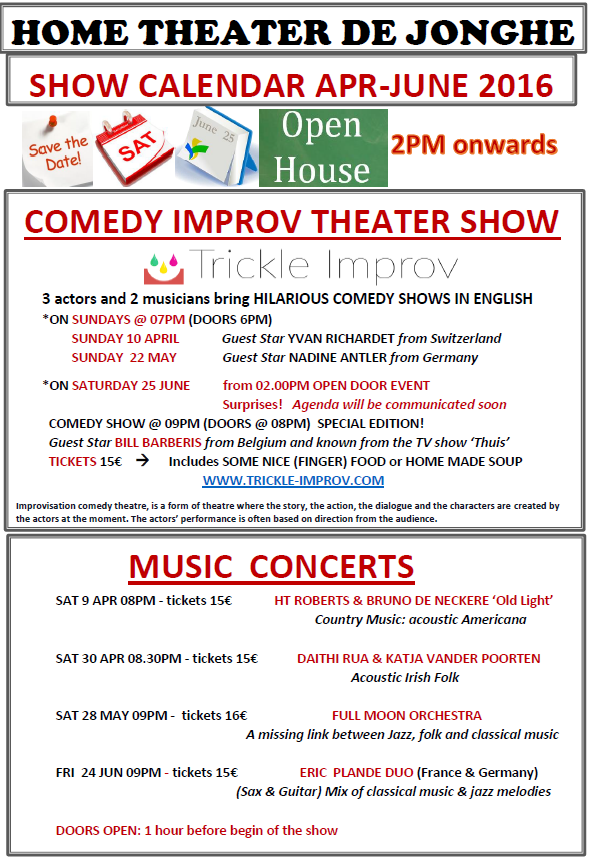 HOME THEATER DE JONGHE
SHOW CALENDAR APR-JUNE 2016
Save the
Date!
SAT
June 25
Open
House
2PM onwards
COMEDY IMPROV THEATER SHOW
Trickle Improv
3 actors and 2 musicians bring HILARIOUS COMEDY SHOWS IN ENGLISH
*ON SUNDAYS @ 07PM (DOORS 6PM)
SUNDAY 10 APRIL Guest Star YVAN RICHARDET from Switzerland
SUNDAY 22 MAY Guest Star NADINE ANTLER from Germany
*ON SATURDAY 25 JUNE from 02.00PM OPEN DOOR EVENT
Surprises! Agenda will be communicated soon
COMEDY SHOW @ 09PM (DOORS @ 08PM) SPECIAL EDITION!
Guest Star BILL BARBERIS from Belgium and known from the TV show ‘Thuis’
TICKETS 15€ → Includes SOME NICE (FINGER) FOOD or HOME MADE SOUP
WWW.TRICKLE-IMPROV.COM
Improvisation comedy theatre, is a form of theatre where the story, the action, the dialogue and the characters are created by
the actors at the moment. The actors’ performance is often based on direction from the audience.
MUSIC CONCERTS
SAT 9 APR 08PM - tickets 15€ HT ROBERTS & BRUNO DE NECKERE ‘Old Light’
Country Music: acoustic Americana
SAT 30 APR 08.30PM - tickets 15€ DAITHI RUA & KATJA VANDER POORTEN
Acoustic Irish Folk
SAT 28 MAY 09PM - tickets 16€ FULL MOON ORCHESTRA
A missing link between Jazz, folk and classical music
FRI 24 JUN 09PM - tickets 15€ ERIC PLANDE DUO (France & Germany)
(Sax & Guitar) Mix of classical music & jazz melodies
DOORS OPEN: 1 hour before begin of the show